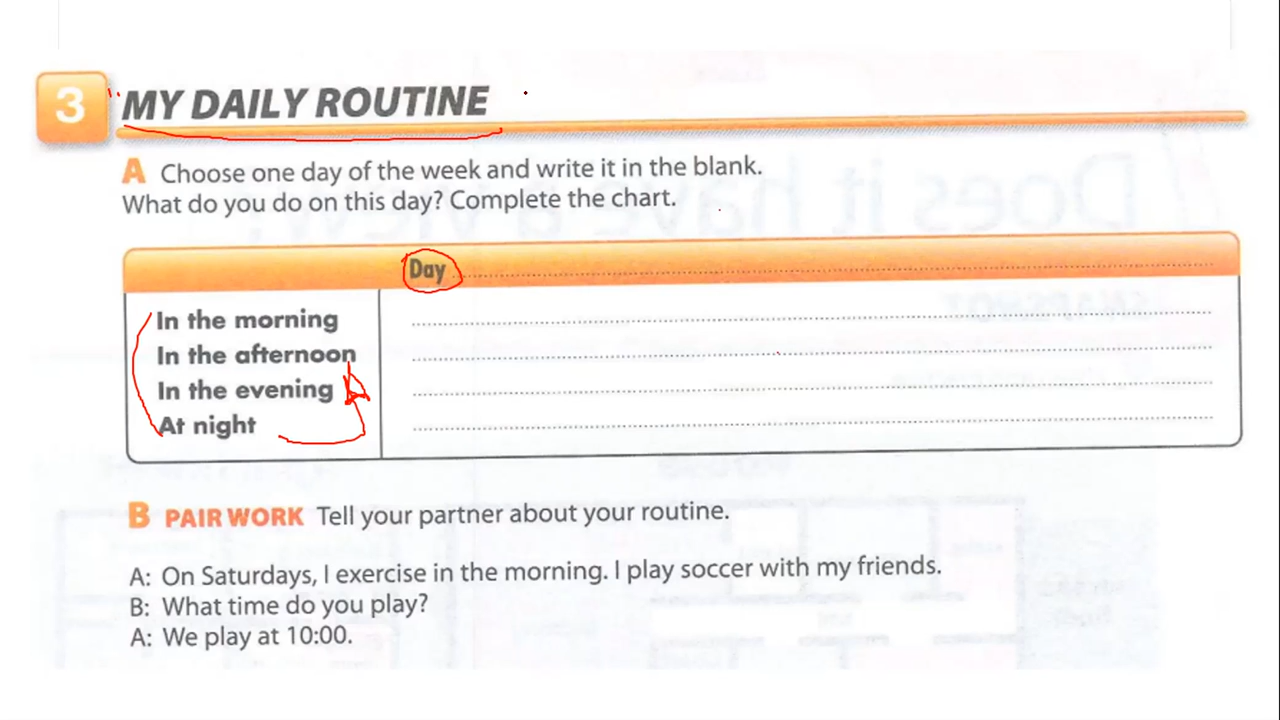 3 MY DAILY ROUTINE
A Choose one day of the week and write it in the blank.
What do you do on this day? Complete the chart.
Day
In the morning
In the afternoon
In the evening
At night
B PAIR WORK Tell your partner about your routine.
A: On Saturdays, I exercise in the morning. I play soccer with my friends.
B: What time do you play?
A: We play at 10:00.